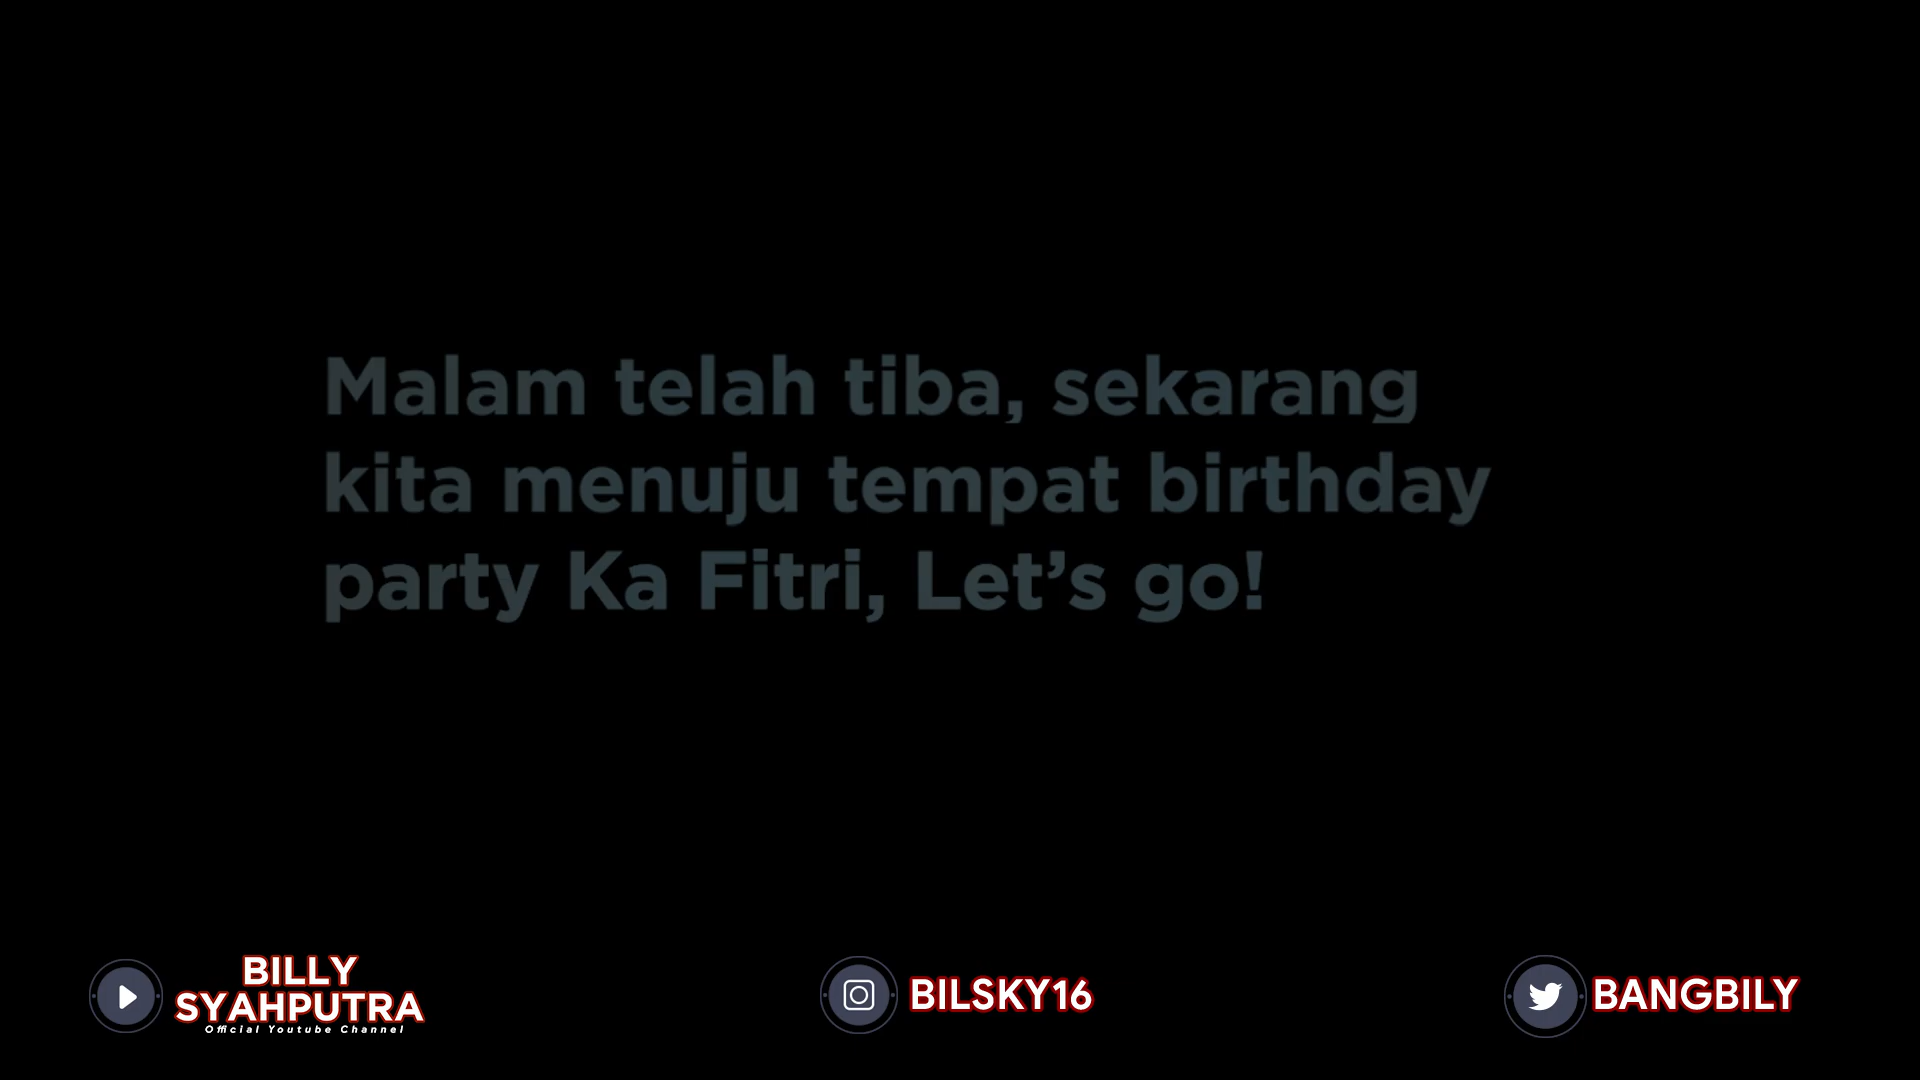 Malam telah tiba, sekarang
kita menuju tempat birthday
party Ka Fitri, Let’s go!
BILLY
SYAHPUTRA
Official Youtube Channel
BILSKY16
BANGBILY